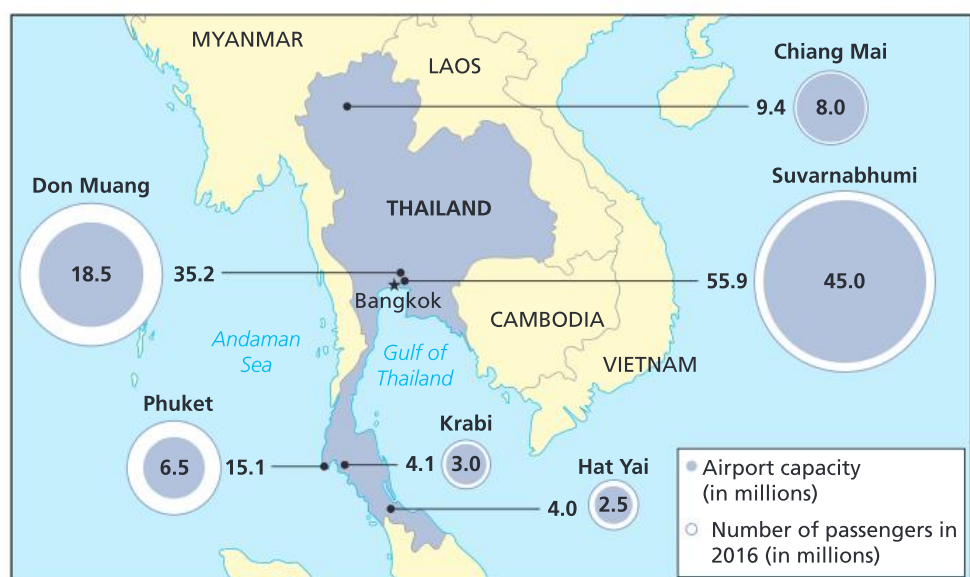 MYANMAR
LAOS
Chiang Mai
9.4
8.0
Don Muang
18.5
35.2
THAILAND
Suvarnabhumi
55.9
45.0
Bangkok
CAMBODIA
VIETNAM
Andaman
Sea
Gulf of
Thailand
Phuket
6.5
15.1
Krabi
4.1
3.0
Hat Yai
4.0
2.5
Airport capacity
(in millions)
Number of passengers in
2016 (in millions)